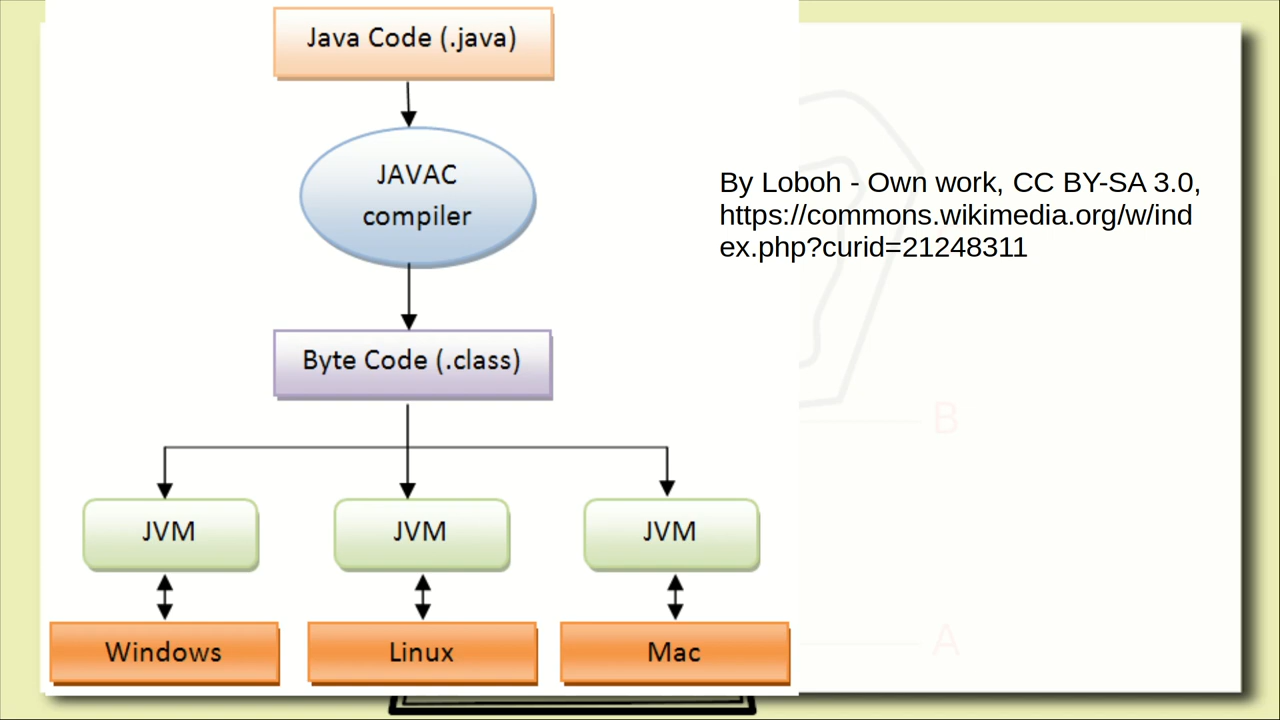 Java Code (.java)
JAVAC
compiler
By Loboh - Own work, CC BY-SA 3.0,
https://commons.wikimedia.org/w/ind
ex.php?curid=21248311
Byte Code (.class)
B
JVM
JVM
JVM
A
Windows
Linux
Mac